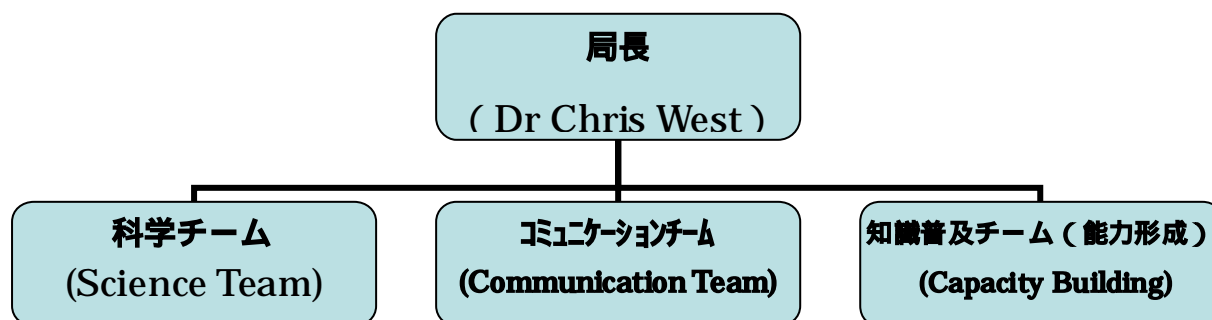 局長
( Dr Chris West )
科学チーム
(Science Team)
ｺﾐｭﾆｹｰｼｮﾝﾁｰﾑ
(Communication Team)
知識普及チーム ( 能力形成 )
(Capacity Building)